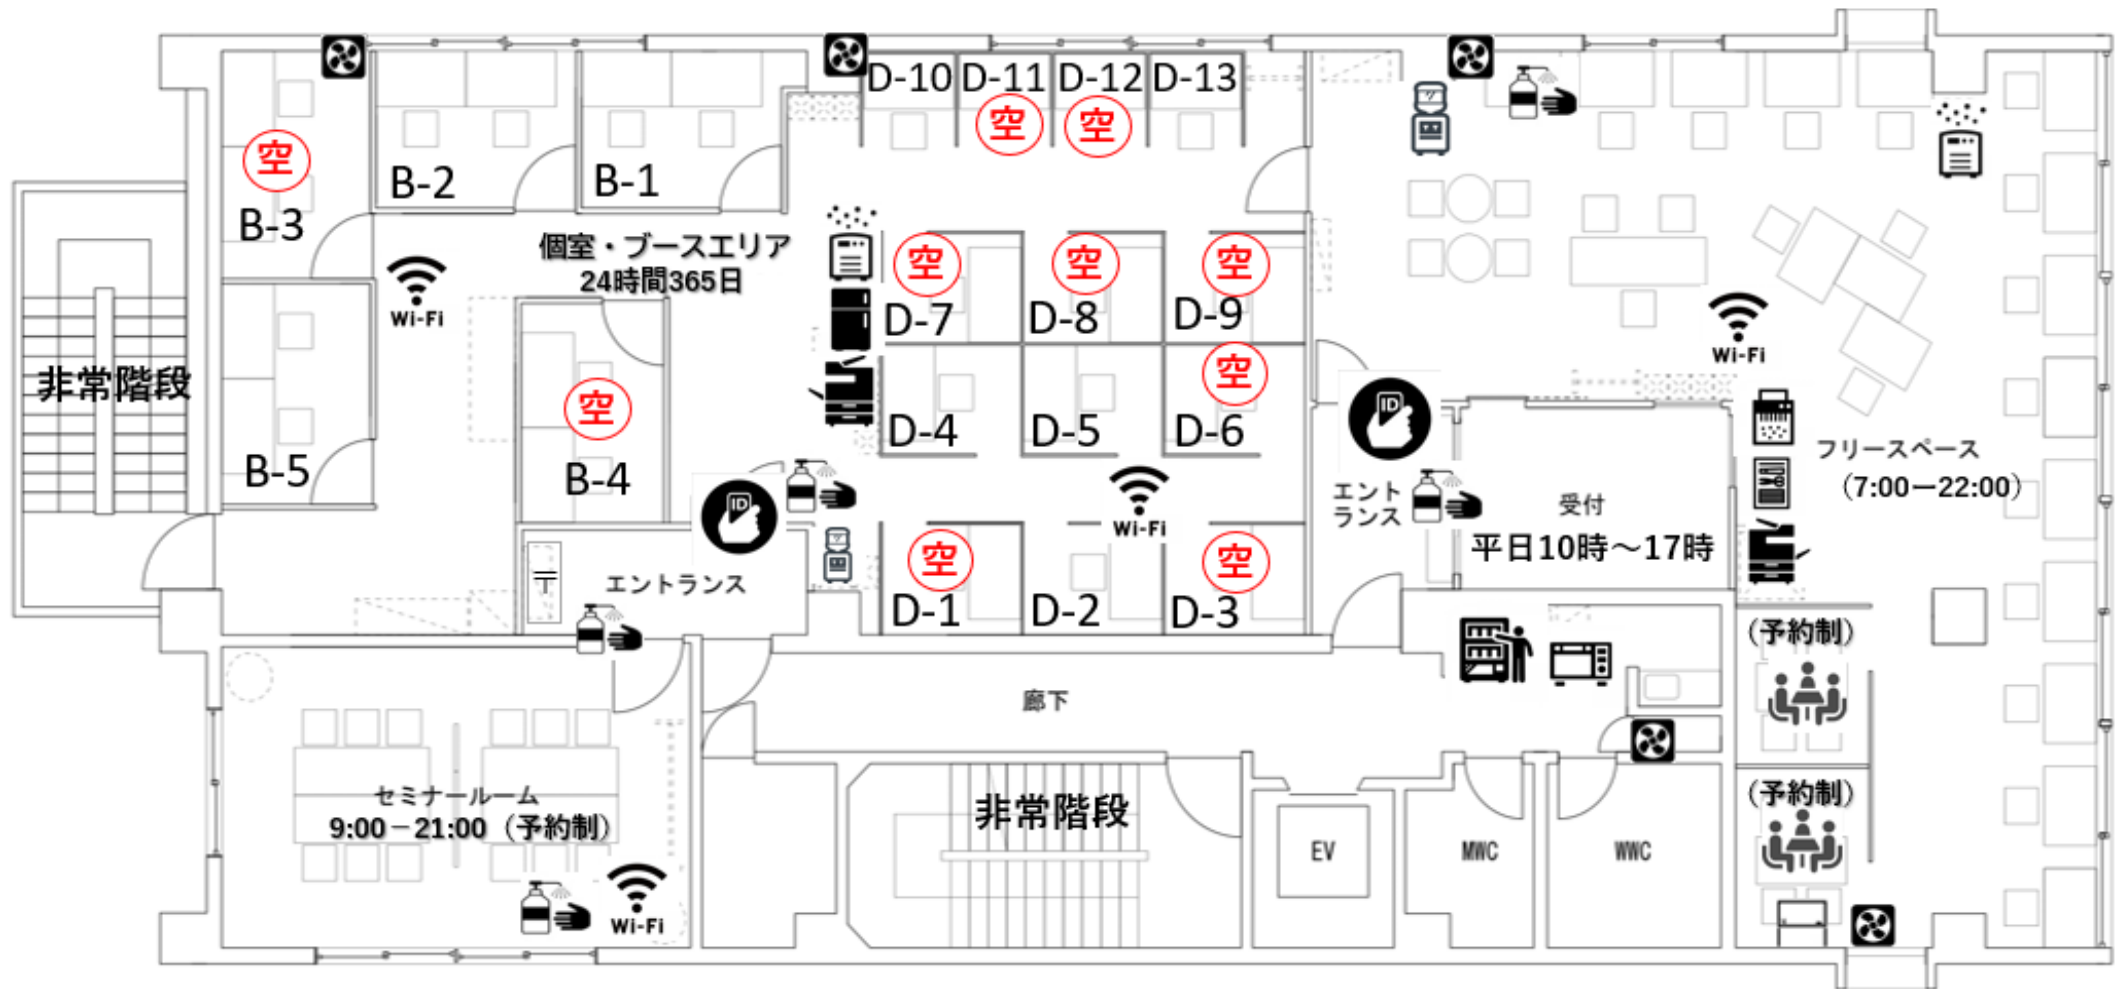 D-10
D-11
D-12
D-13
空
空
空
B-3
B-2
B-1
個室・ブースエリア
24時間365日
Wi-Fi
空
D-7
空
D-8
空
D-9
Wi-Fi
非常階段
B-5
空
B-4
D-4
D-5
空
D-6
ID
ID
Wi-Fi
エント
ランス
受付
平日10時～17時
フリースペース
（7:00ー22:00）
〒
エントランス
空
D-1
D-2
空
D-3
（予約制）
廊下
セミナールーム
9:00－21:00（予約制）
Wi-Fi
非常階段
EV
MWC
WWC
（予約制）